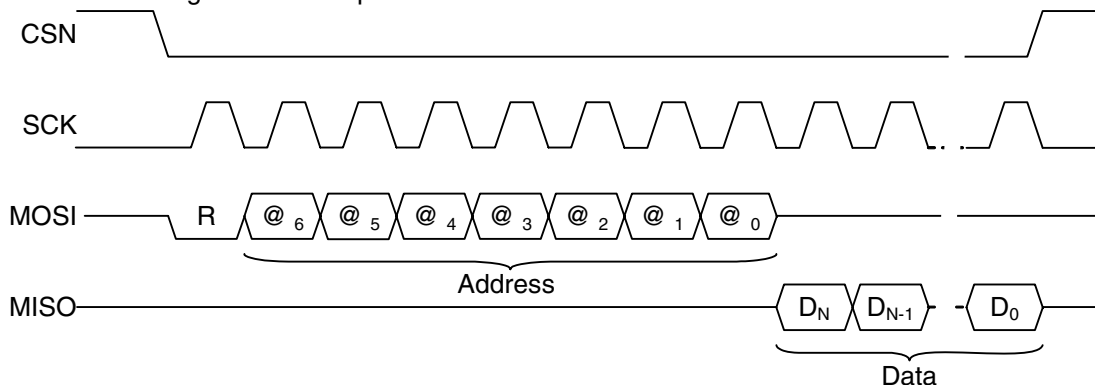 CSN
SCK
MOSI R @ 6 @ 5 @ 4 @ 3 @ 2 @ 1 @ 0
Address
MISO DN DN-1 D0
Data